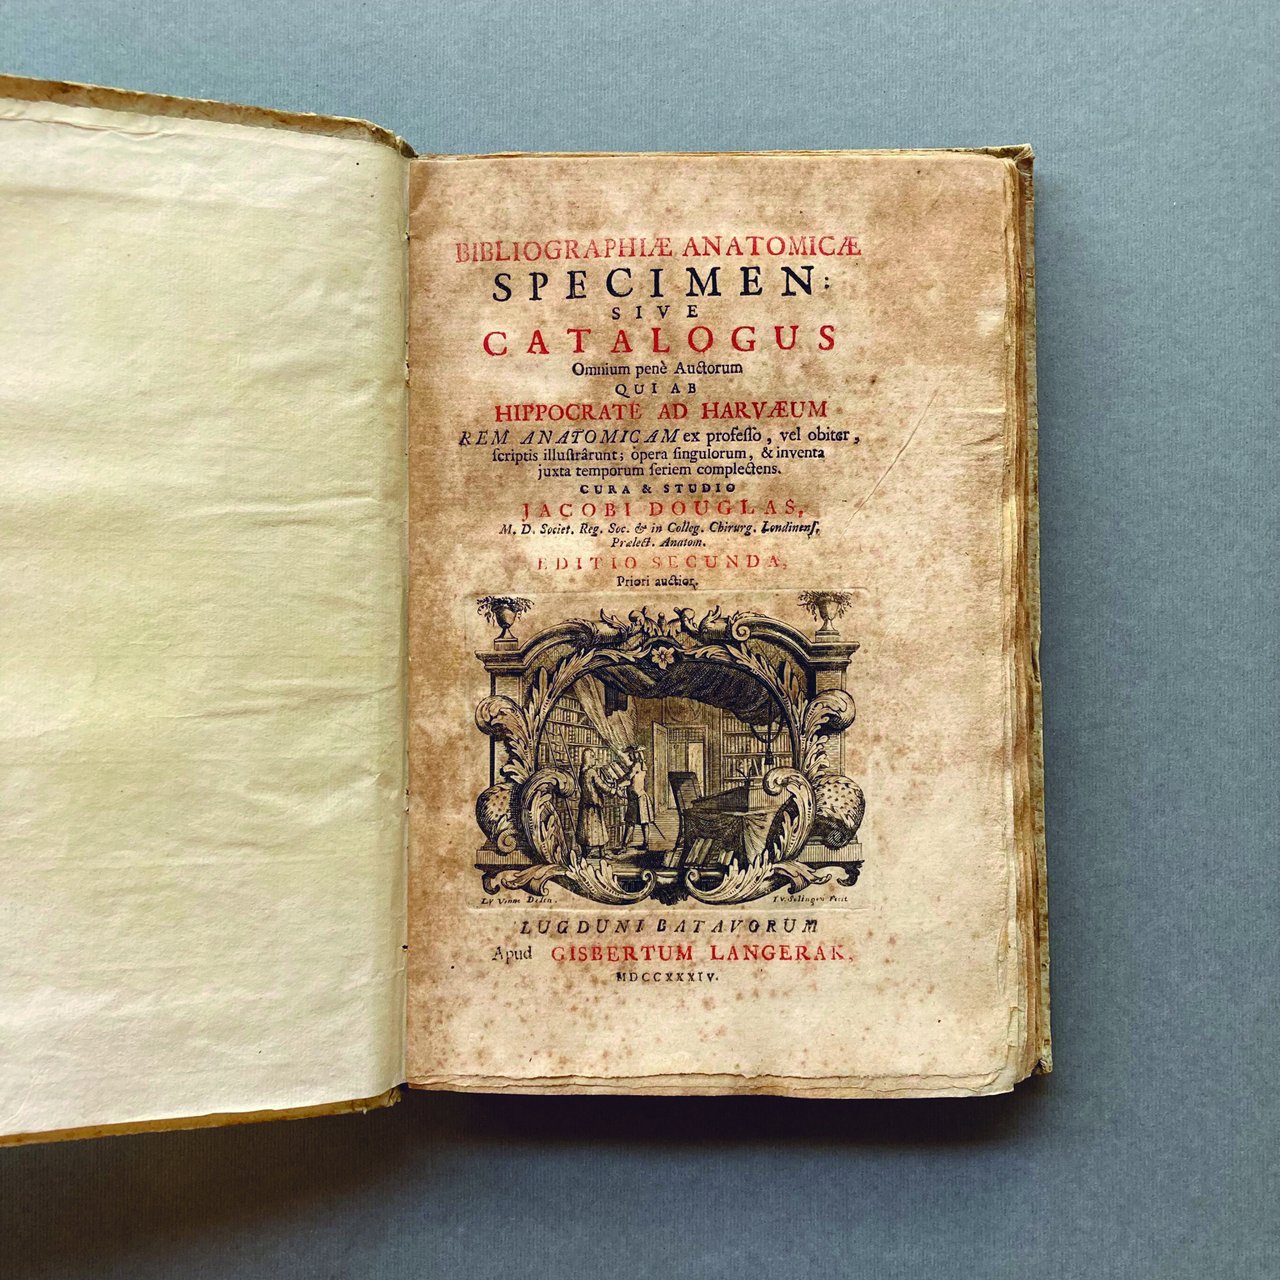 BIBLIOGRAPHIÆ ANATOMICÆ
SPECIMEN:
SIVE
CATALOGUS
Omnium penè Auctorum
QUI AB
HIPPOCRATE AD HARVÆUM
REM ANATOMICAM ex professo, vel obiter,
scriptis illustrârunt; opera singulorum, & inventa
juxta temporum seriem complectens.
CURA & STUDIO
JACOBI DOUGLAS,
M. D. Societ. Reg. Soc. & in Colleg. Chirurg. Londinens.
Prælect. Anatom.
EDITIO SECUNDA,
Priori auctior.
Delin.
Fecit
LUGDUNI BATAVORUM
Apud GISBERTUM LANGERAK,
MDCCXXXIV.